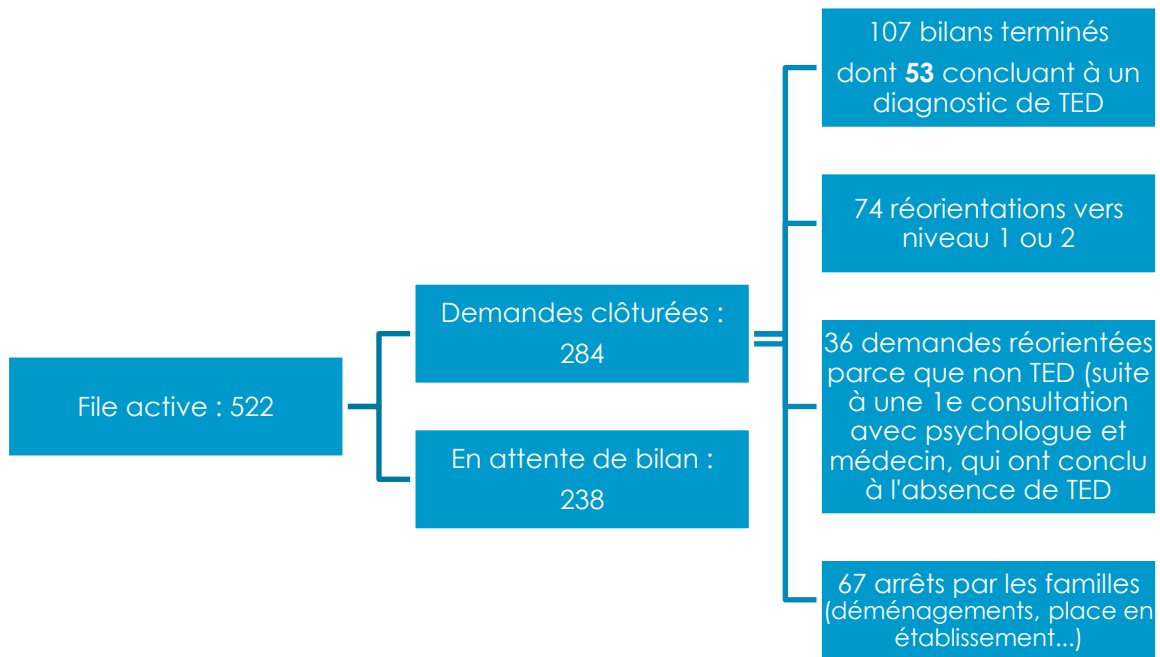 File active : 522
Demandes clôturées :
284
En attente de bilan :
238
107 bilans terminés
dont 53 concluant à un
diagnostic de TED
74 réorientations vers
niveau 1 ou 2
36 demandes réorientées
parce que non TED (suite
à une 1e consultation
avec psychologue et
médecin, qui ont conclu
à l'absence de TED
67 arrêts par les familles
(déménagements, place en
établissement...)